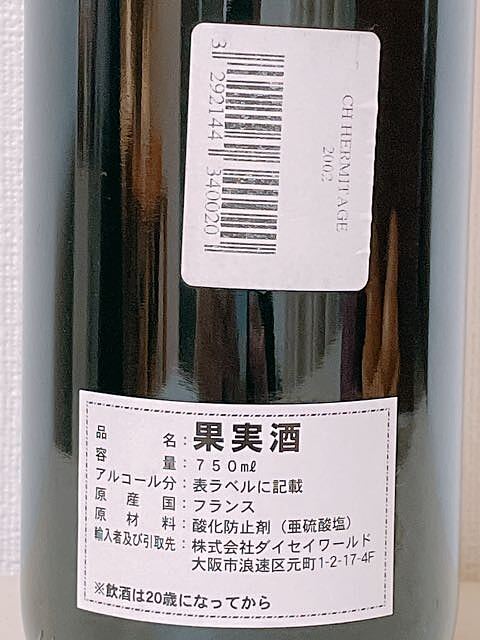 CH HERMITAGE
2002
3 292144 340020
品名：果実酒
容量：７５０㎖
アルコール分：表ラベルに記載
原産国：フランス
原材料：酸化防止剤（亜硫酸塩）
輸入者及び引取先：株式会社ダイセイワールド
大阪市浪速区元町1-2-17-4F
※飲酒は20歳になってから